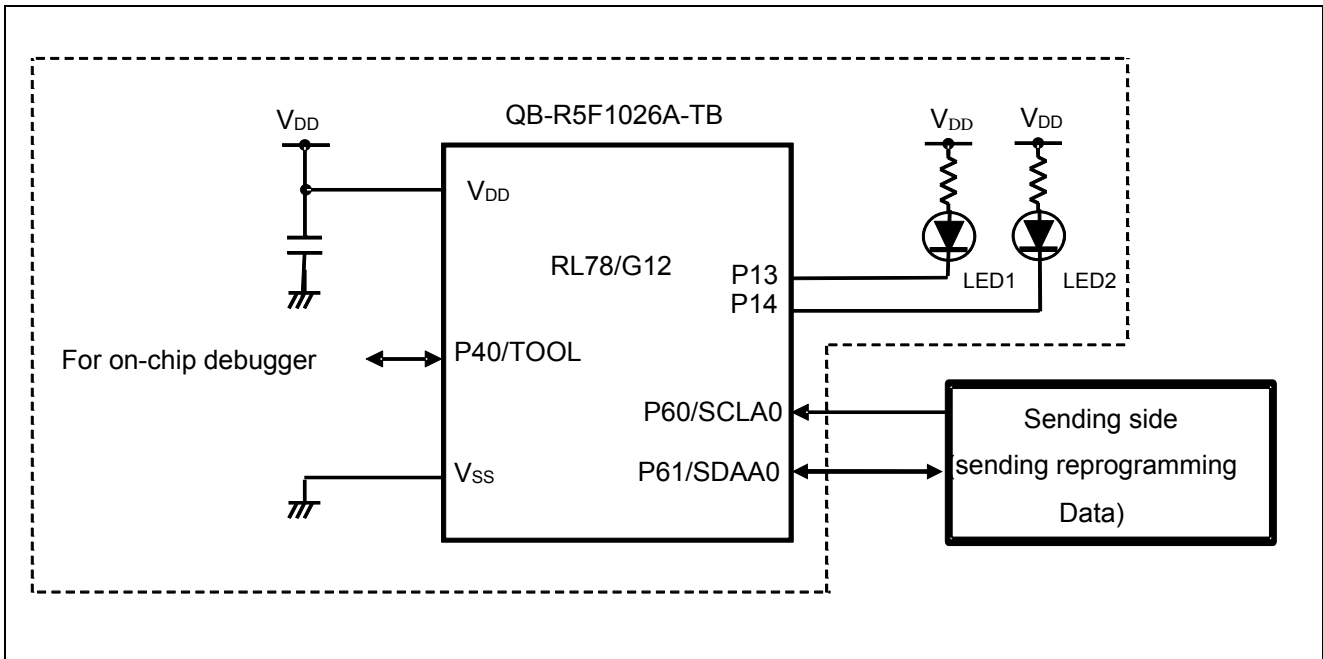 QB-R5F1026A-TB
VDD
VDD
VDD
VDD
RL78/G12
P13
P14
LED1
LED2
For on-chip debugger
P40/TOOL
P60/SCLA0
P61/SDAA0
VSS
Sending side
(sending reprogramming
Data)